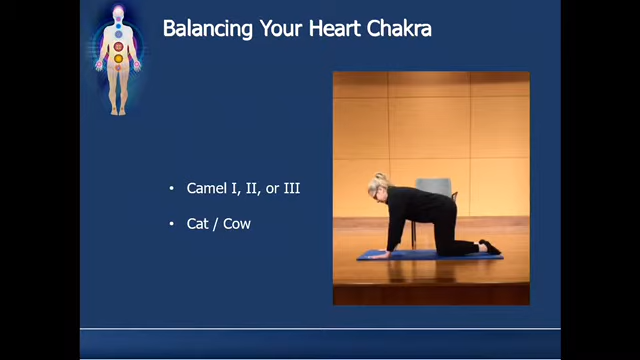 Balancing Your Heart Chakra
• Camel I, II, or III
• Cat / Cow